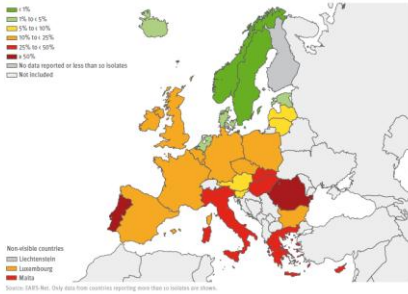 < 1%
1% to < 5%
5% to < 10%
10% to < 25%
25% to < 50%
≥ 50%
No data reported or less than 10 isolates
Not included
Non-visible countries
Liechtenstein
Luxembourg
Malta
Source: EARS-Net. Only data from countries reporting more than 10 isolates are shown.